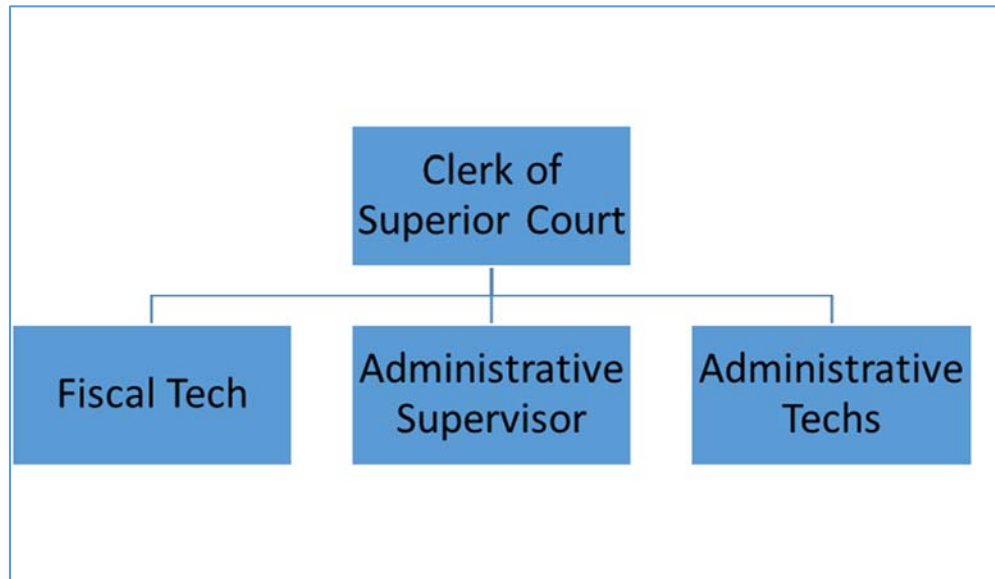 Clerk of
Superior Court
Fiscal Tech
Administrative
Supervisor
Administrative
Techs